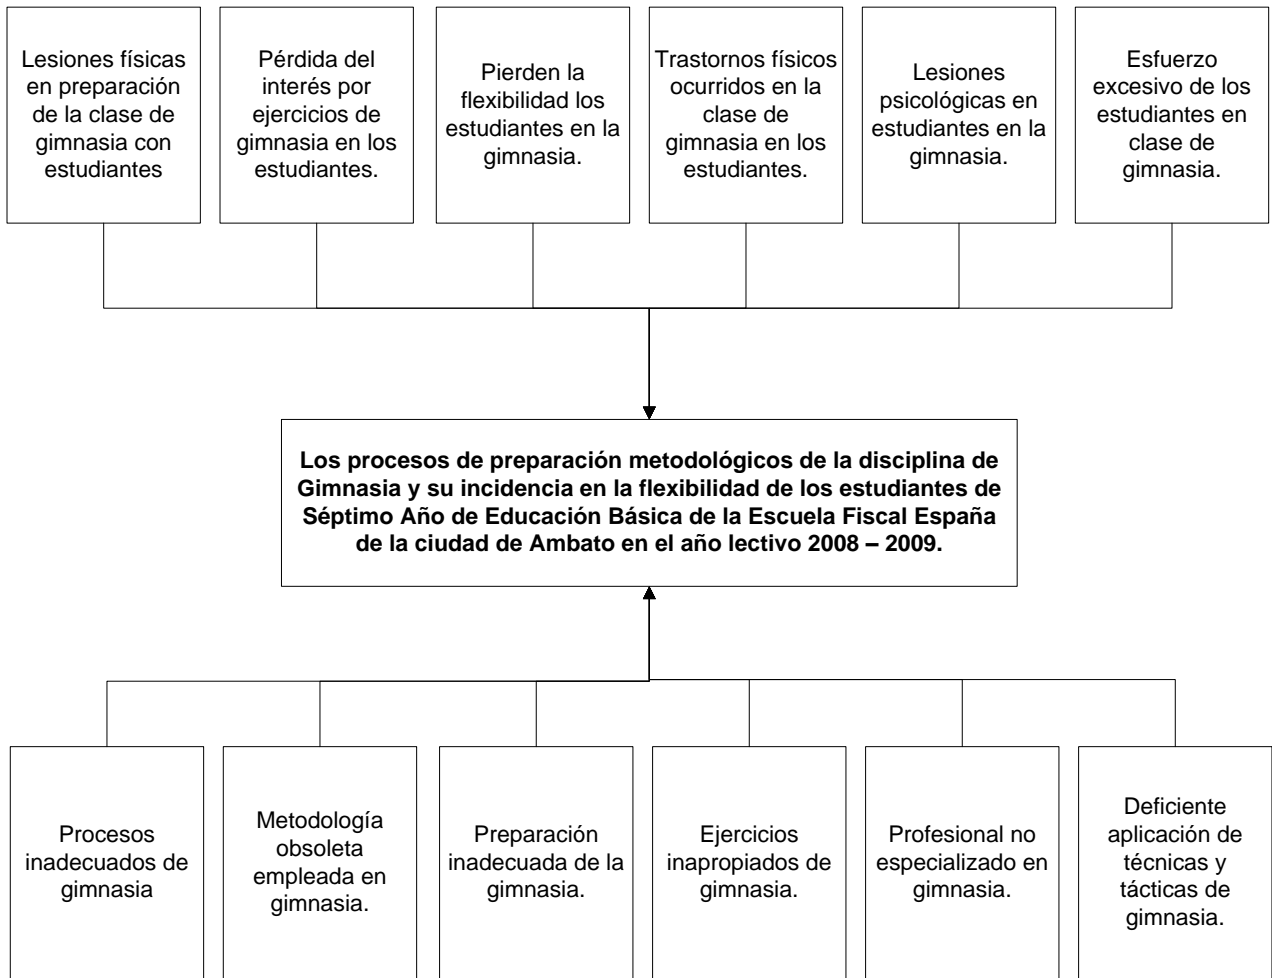 Lesiones físicas
en preparación
de la clase de
gimnasia con
estudiantes
Pérdida del
interés por
ejercicios de
gimnasia en los
estudiantes.
Pierden la
flexibilidad los
estudiantes en la
gimnasia.
Trastornos físicos
ocurridos en la
clase de
gimnasia en los
estudiantes.
Lesiones
psicológicas en
estudiantes en la
gimnasia.
Esfuerzo
excesivo de los
estudiantes en
clase de
gimnasia.
Los procesos de preparación metodológicos de la disciplina de
Gimnasia y su incidencia en la flexibilidad de los estudiantes de
Séptimo Año de Educación Básica de la Escuela Fiscal España
de la ciudad de Ambato en el año lectivo 2008 – 2009.
Procesos
inadecuados de
gimnasia
Metodología
obsoleta
empleada en
gimnasia.
Preparación
inadecuada de la
gimnasia.
Ejercicios
inapropiados de
gimnasia.
Profesional no
especializado en
gimnasia.
Deficiente
aplicación de
técnicas y
tácticas de
gimnasia.